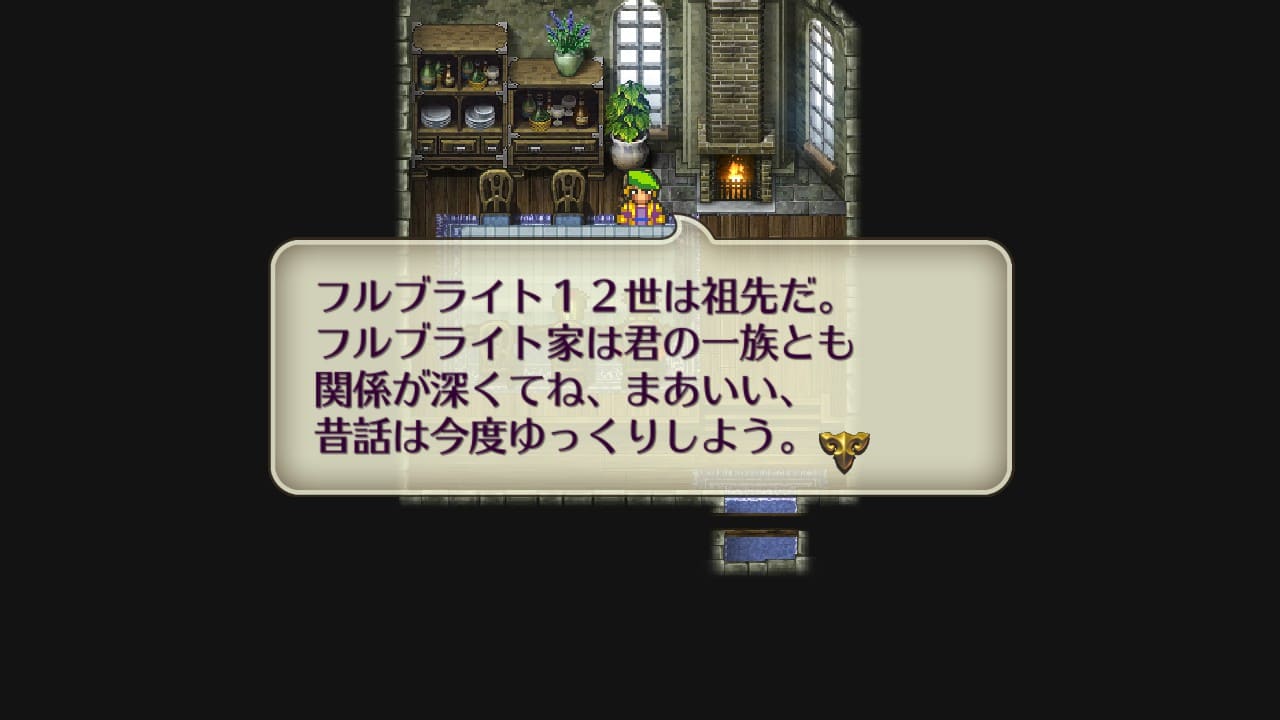 フルブライト１２世は祖先だ。
フルブライト家は君の一族とも
関係が深くてね、まあいい、
昔話は今度ゆっくりしよう。